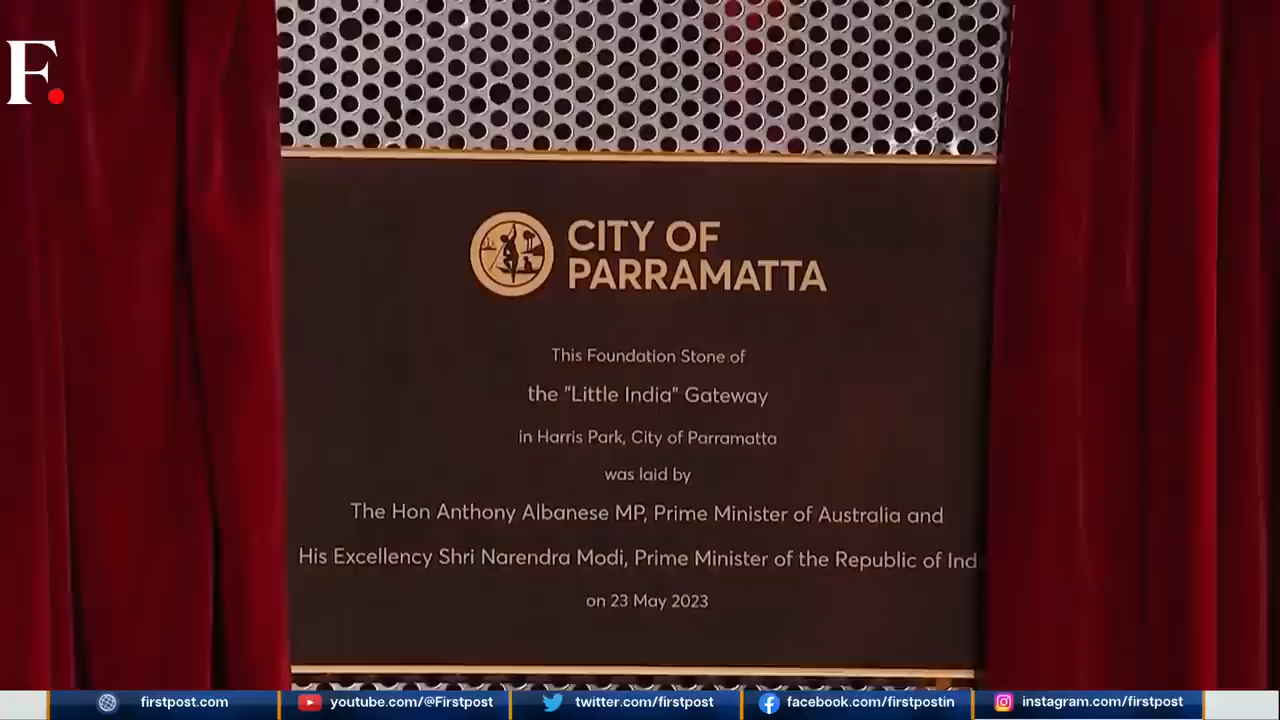 F.
CITY OF
PARRAMATTA
This Foundation Stone of
the "Little India" Gateway
in Harris Park, City of Parramatta
was laid by
The Hon Anthony Albanese MP, Prime Minister of Australia and
His Excellency Shri Narendra Modi, Prime Minister of the Republic of Ind
on 23 May 2023
firstpost.com
youtube.com/@Firstpost
twitter.com/firstpost
facebook.com/firstpostin
instagram.com/firstpost